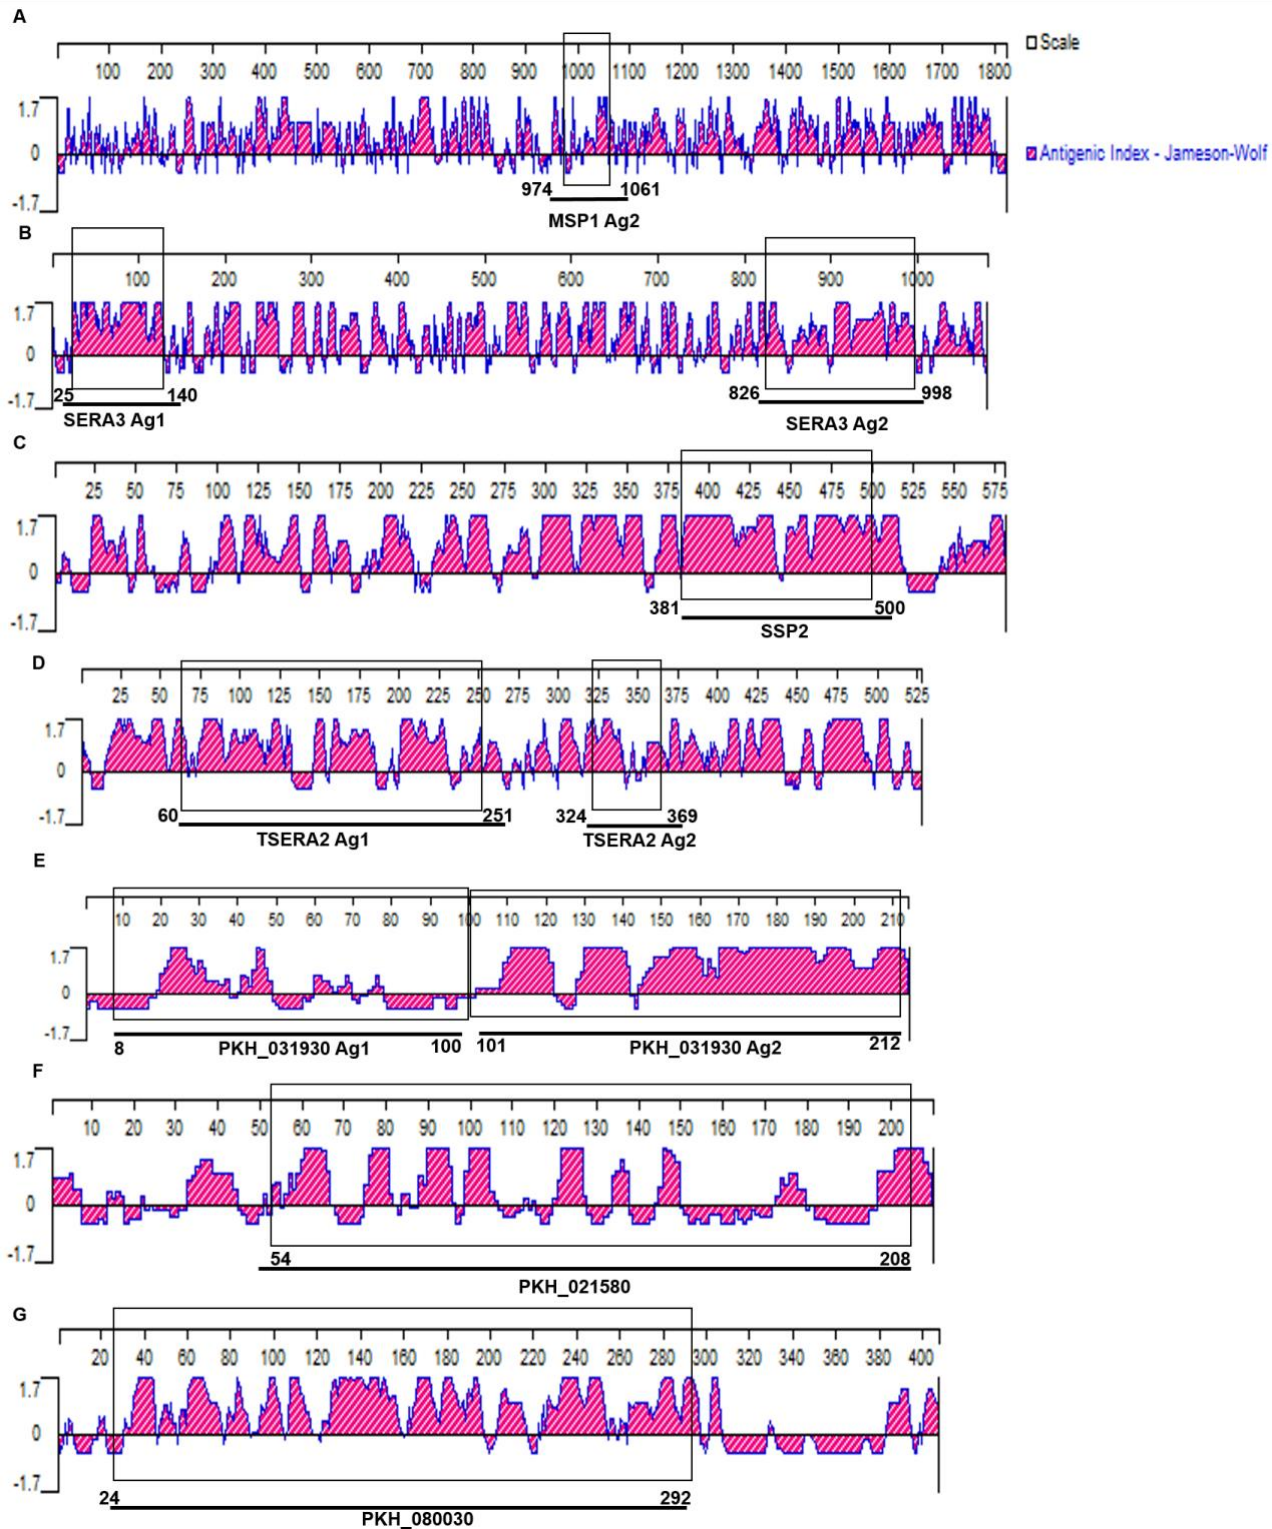 A
100 200 300 400 500 600 700 800 900 1000 1100 1200 1300 1400 1500 1600 1700 1800
Scale
1.7
0
-1.7
Antigenic Index - Jameson-Wolf
974 1061
MSP1 Ag2
B
100 200 300 400 500 600 700 800 900 1000
1.7
0
-1.7
25 140
SERA3 Ag1
826 998
SERA3 Ag2
C
25 50 75 100 125 150 175 200 225 250 275 300 325 350 375 400 425 450 475 500 525 550 575
1.7
0
-1.7
381 500
SSP2
D
25 50 75 100 125 150 175 200 225 250 275 300 325 350 375 400 425 450 475 500 525
1.7
0
-1.7
60 251
TSERA2 Ag1
324 369
TSERA2 Ag2
E
10 20 30 40 50 60 70 80 90 100 110 120 130 140 150 160 170 180 190 200 210
1.7
0
-1.7
8 PKH_031930 Ag1 100
101 PKH_031930 Ag2 212
F
10 20 30 40 50 60 70 80 90 100 110 120 130 140 150 160 170 180 190 200
1.7
0
-1.7
54 208
PKH_021580
G
20 40 60 80 100 120 140 160 180 200 220 240 260 280 300 320 340 360 380 400
1.7
0
-1.7
24 292
PKH_080030